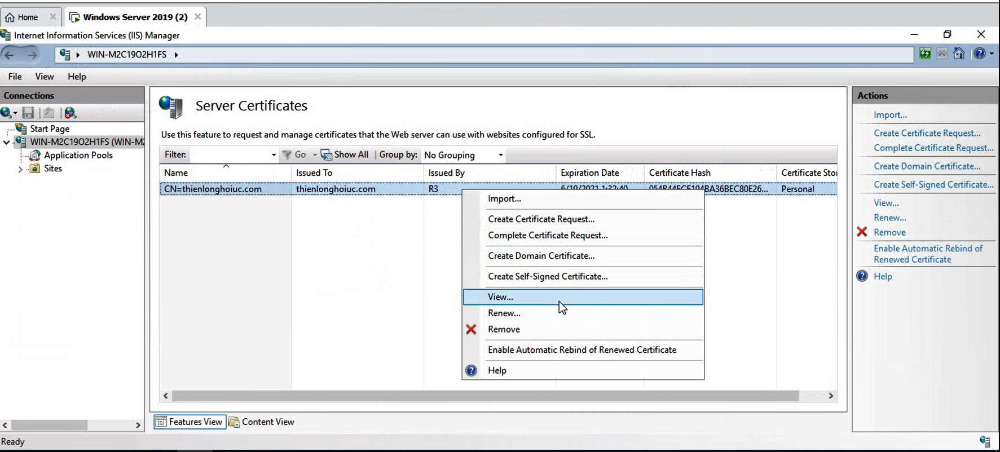 Home
Windows Server 2019 (2)
Internet Information Services (IIS) Manager
WIN-M2C19O2H1FS
File View Help
Connections
Start Page
WIN-M2C19O2H1FS (WIN-M2
Application Pools
Sites
Server Certificates
Use this feature to request and manage certificates that the Web server can use with websites configured for SSL.
Filter: Go Show All Group by: No Grouping
Name Issued To Issued By Expiration Date Certificate Hash Certificate Stor
CN=thienlonghoiuc.com thienlonghoiuc.com R3 Personal
Import...
Create Certificate Request...
Complete Certificate Request...
Create Domain Certificate...
Create Self-Signed Certificate...
View...
Renew...
Remove
Enable Automatic Rebind of Renewed Certificate
Help
Features View Content View
Actions
Import...
Create Certificate Request...
Complete Certificate Request...
Create Domain Certificate...
Create Self-Signed Certificate...
View...
Renew...
Remove
Enable Automatic Rebind of
Renewed Certificate
Help
Ready